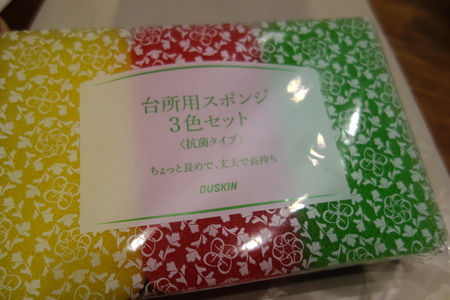 台所用スポンジ
3色セット
〈抗菌タイプ〉
ちょっと長めで、丈夫で長持ち
DUSKIN